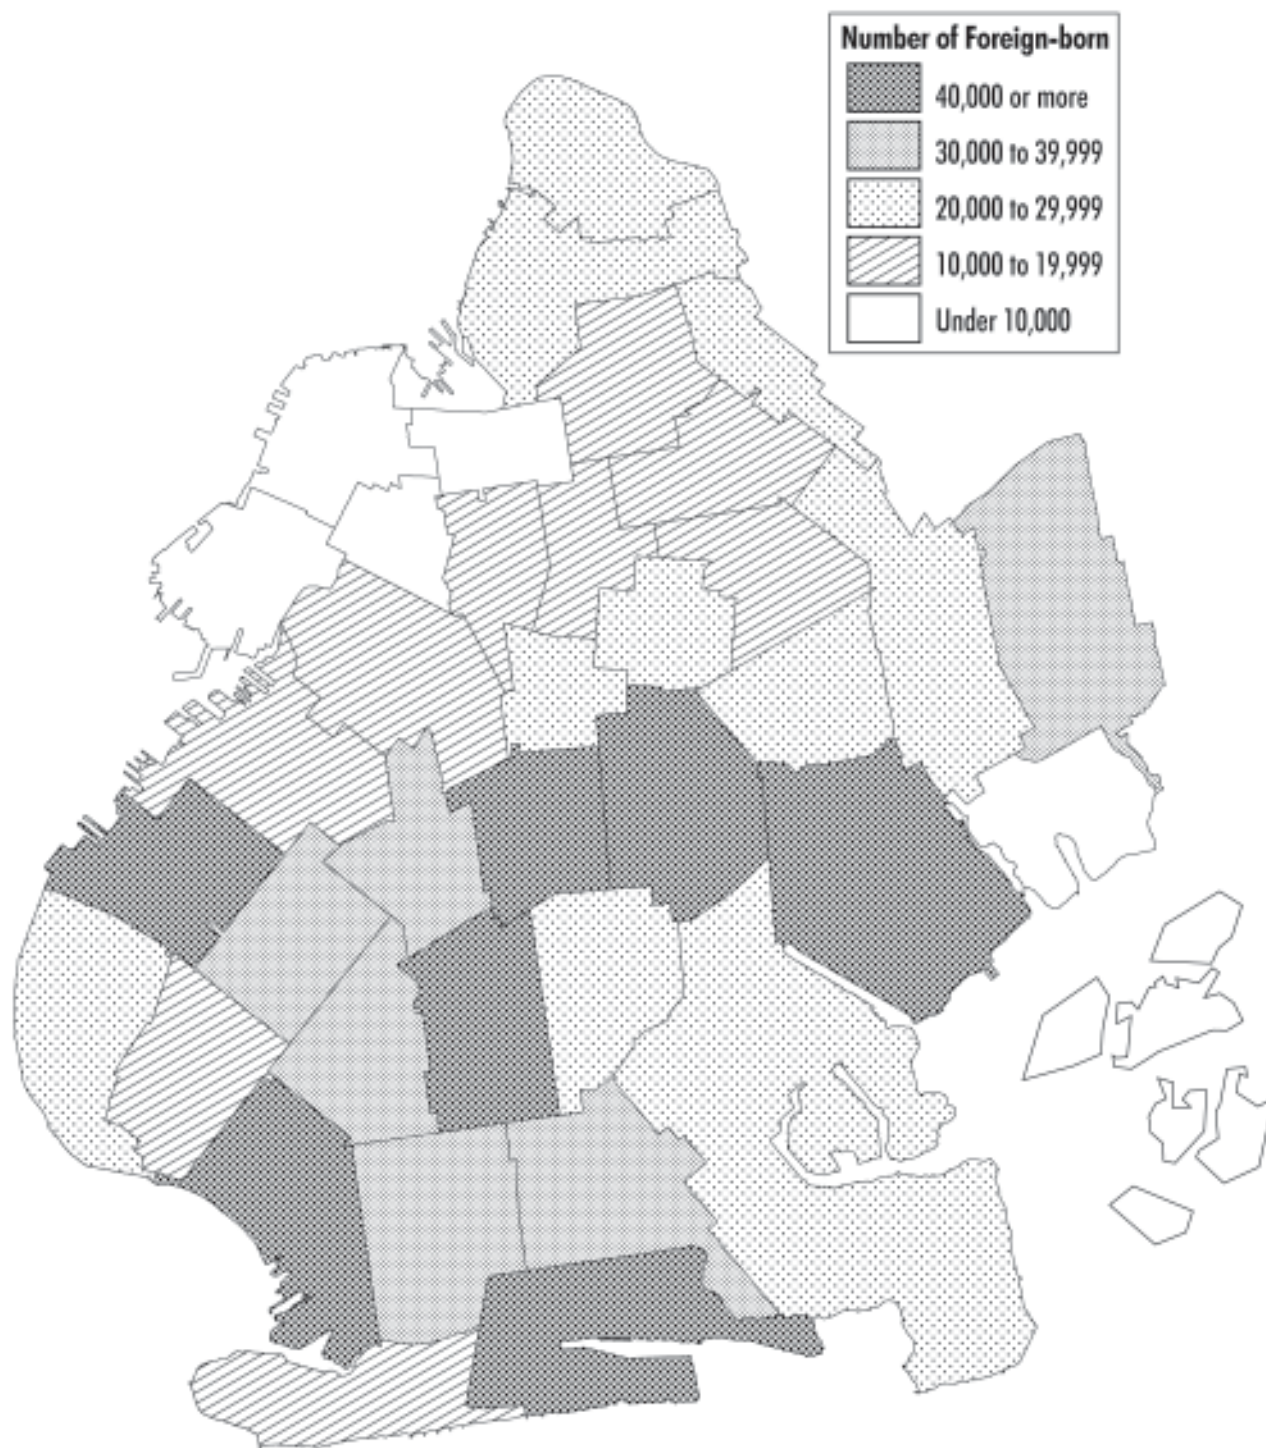 Number of Foreign-born
40,000 or more
30,000 to 39,999
20,000 to 29,999
10,000 to 19,999
Under 10,000